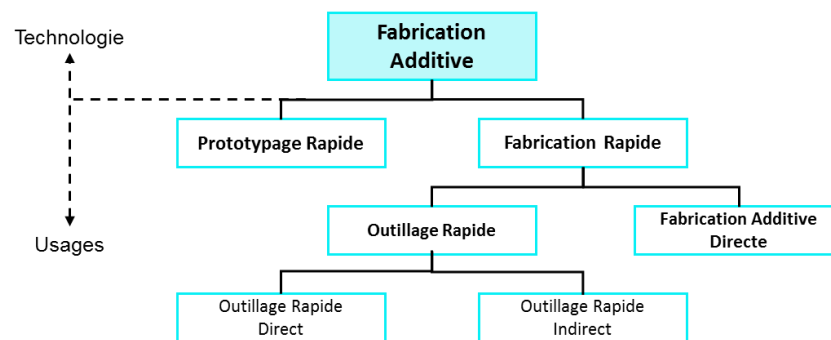 Technologie
Fabrication
Additive
Prototypage Rapide
Fabrication Rapide
Outillage Rapide
Fabrication Additive
Directe
Usages
Outillage Rapide
Direct
Outillage Rapide
Indirect